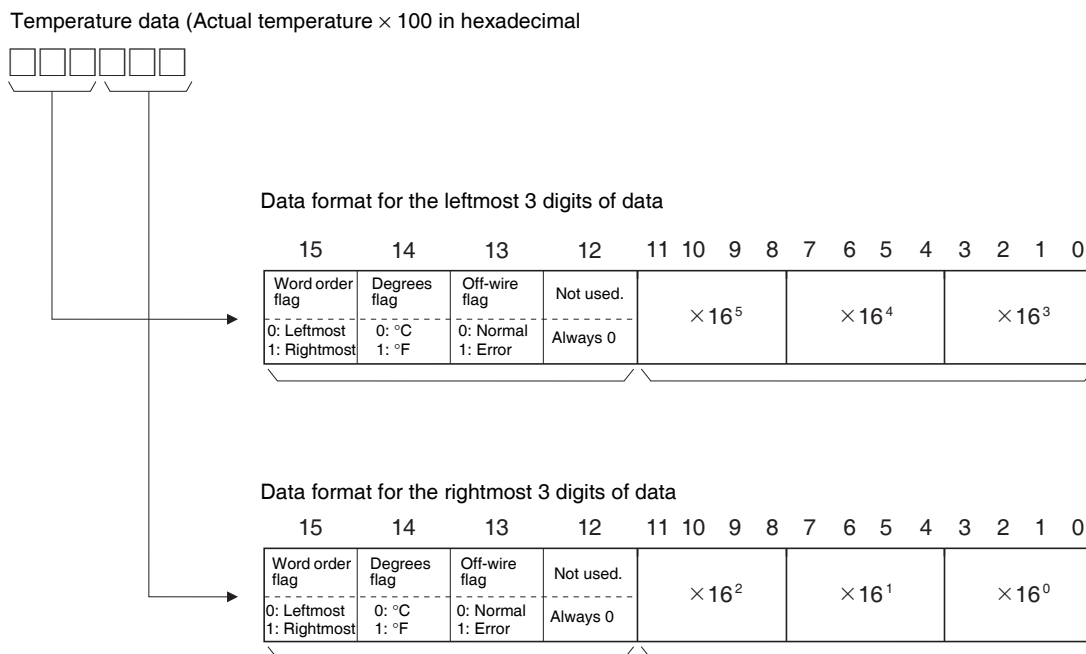 Temperature data (Actual temperature × 100 in hexadecimal
Data format for the leftmost 3 digits of data
15 14 13 12 11 10 9 8 7 6 5 4 3 2 1 0
Word order flag Degrees flag Off-wire flag Not used. ×16⁵ ×16⁴ ×16³
0: Leftmost 0: °C 0: Normal Always 0
1: Rightmost 1: °F 1: Error
Data format for the rightmost 3 digits of data
15 14 13 12 11 10 9 8 7 6 5 4 3 2 1 0
Word order flag Degrees flag Off-wire flag Not used. ×16² ×16¹ ×16⁰
0: Leftmost 0: °C 0: Normal Always 0
1: Rightmost 1: °F 1: Error